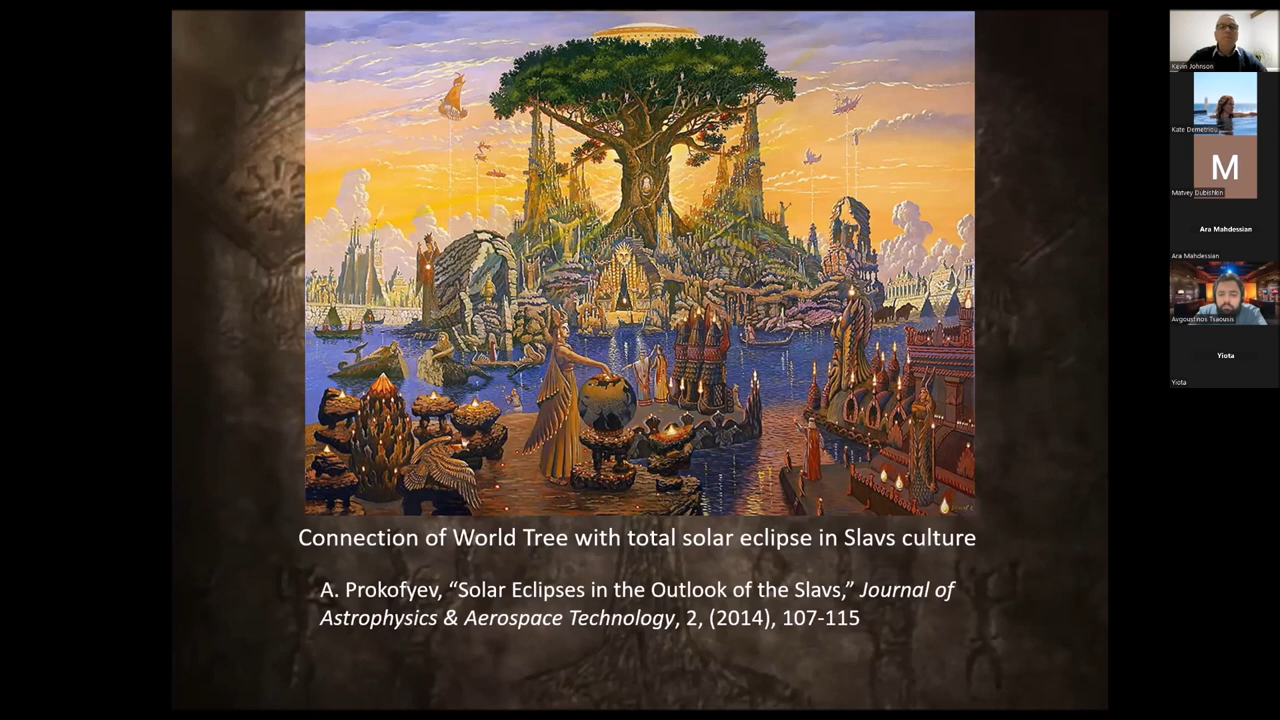 Connection of World Tree with total solar eclipse in Slavs culture
A. Prokofyev, “Solar Eclipses in the Outlook of the Slavs,” Journal of
Astrophysics & Aerospace Technology, 2, (2014), 107-115
Kevin Johnson
Kate Demetriou
M
Matvey Dubishkin
Ara Mahdessian
Ara Mahdessian
Avgoustinos Tsaousis
Yiota
Yiota